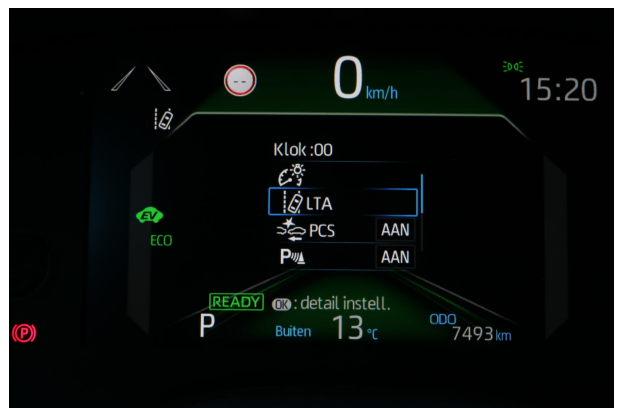 --
0 km/h
15:20
Klok :00
LTA
PCS AAN
P AAN
EV
ECO
READY OK : detail instell.
P Buiten 13 °C ODO 7493 km
(P)